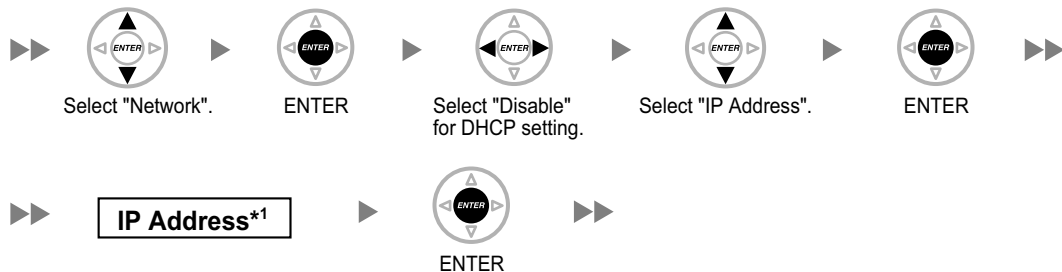 ENTER
ENTER
ENTER
ENTER
ENTER
Select "Network".
ENTER
Select "Disable"
for DHCP setting.
Select "IP Address".
ENTER
IP Address*1
ENTER
ENTER